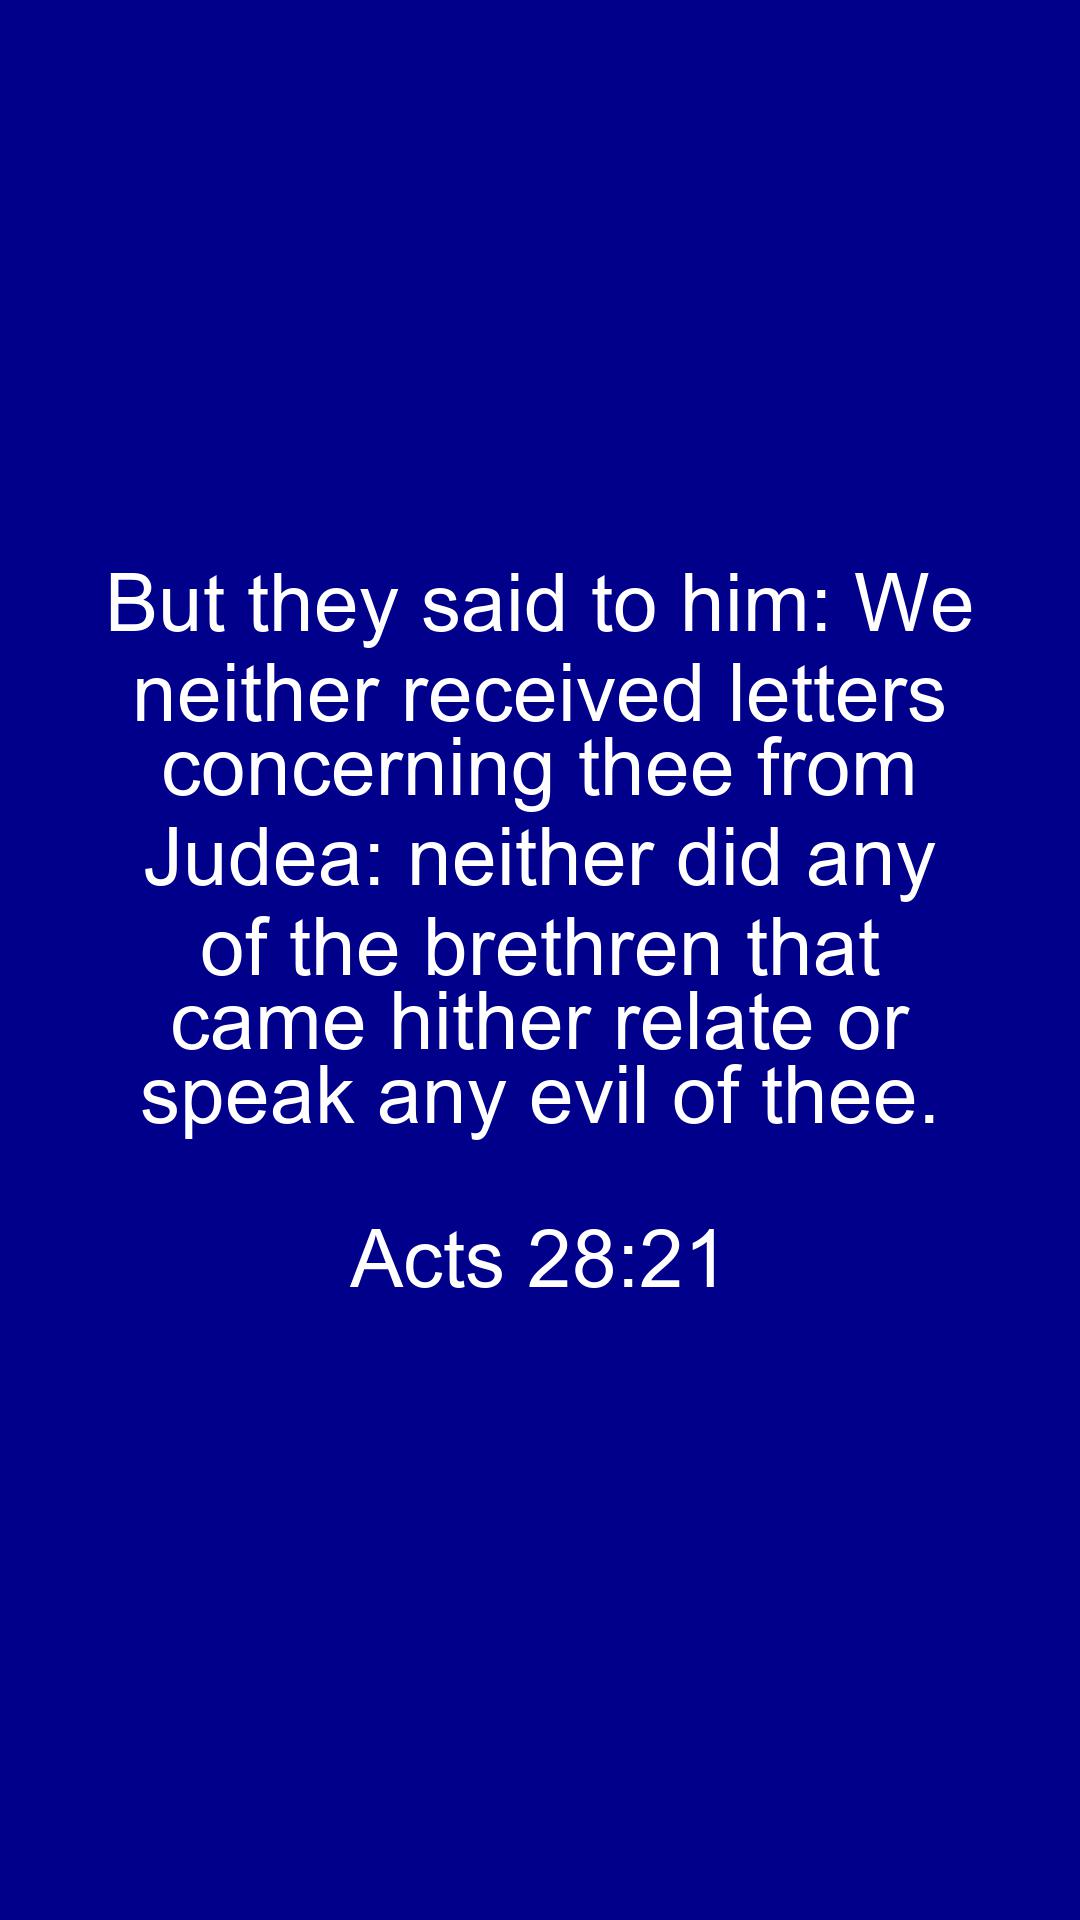 But they said to him: We
neither received letters
concerning thee from
Judea: neither did any
of the brethren that
came hither relate or
speak any evil of thee.
Acts 28:21